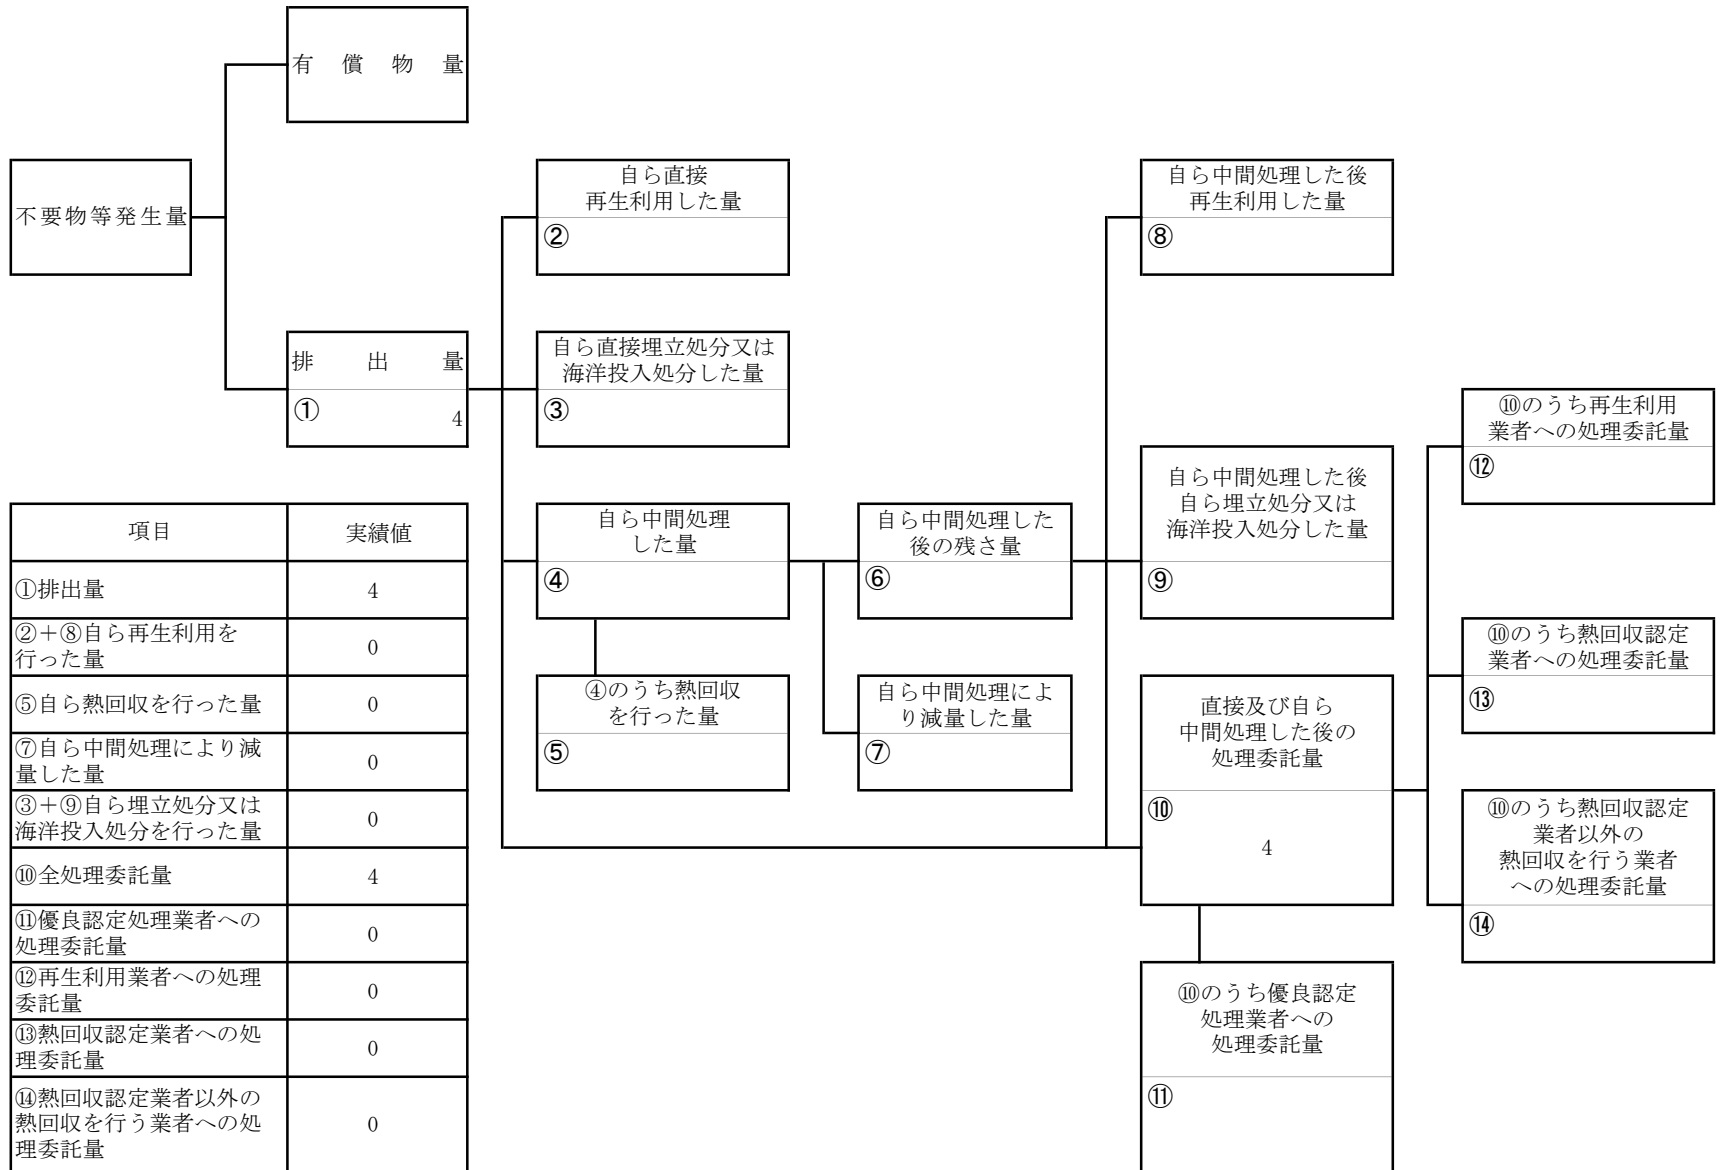 有償物量
不要物等発生量
排出量
①
4
自ら直接
再生利用した量
②
自ら直接埋立処分又は
海洋投入処分した量
③
自ら中間処理
した量
④
④のうち熱回収
を行った量
⑤
自ら中間処理した
後の残さ量
⑥
自ら中間処理によ
り減量した量
⑦
自ら中間処理した後
再生利用した量
⑧
自ら中間処理した後
自ら埋立処分又は
海洋投入処分した量
⑨
直接及び自ら
中間処理した後の
処理委託量
⑩
4
⑩のうち優良認定
処理業者への
処理委託量
⑪
⑩のうち再生利用
業者への処理委託量
⑫
⑩のうち熱回収認定
業者への処理委託量
⑬
⑩のうち熱回収認定
業者以外の
熱回収を行う業者
への処理委託量
⑭
項目 実績値
①排出量 4
②+⑧自ら再生利用を
行った量 0
⑤自ら熱回収を行った量 0
⑦自ら中間処理により減
量した量 0
③+⑨自ら埋立処分又は
海洋投入処分を行った量 0
⑩全処理委託量 4
⑪優良認定処理業者への
処理委託量 0
⑫再生利用業者への処理
委託量 0
⑬熱回収認定業者への処
理委託量 0
⑭熱回収認定業者以外の
熱回収を行う業者への処
理委託量 0